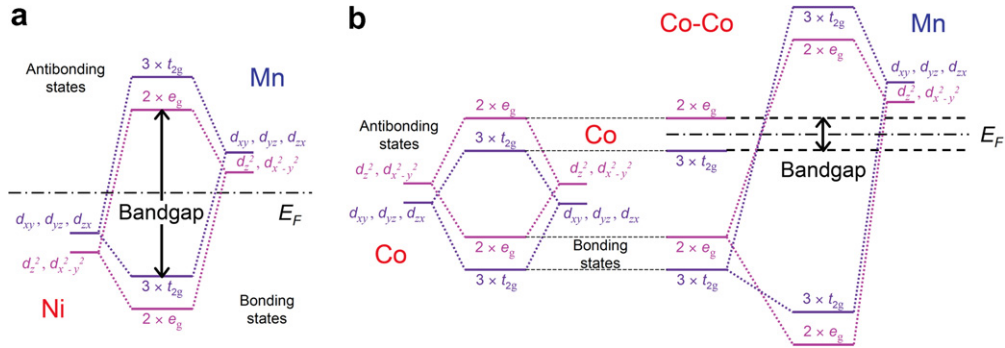 a
Antibonding
states
3 × t2g
Mn
2 × eg
dxy, dyz, dzx
dz², dx²-y²
Bandgap
EF
dxy, dyz, dzx
dz², dx²-y²
3 × t2g
Ni
2 × eg
Bonding
states
b
Co-Co
3 × t2g
Mn
2 × eg
dxy, dyz, dzx
dz², dx²-y²
Antibonding
states
2 × eg
Co
2 × eg
3 × t2g
3 × t2g
EF
Bandgap
dz², dx²-y²
dz², dx²-y²
dxy, dyz, dzx
dxy, dyz, dzx
Co
2 × eg
Bonding
states
2 × eg
3 × t2g
3 × t2g
3 × t2g
2 × eg